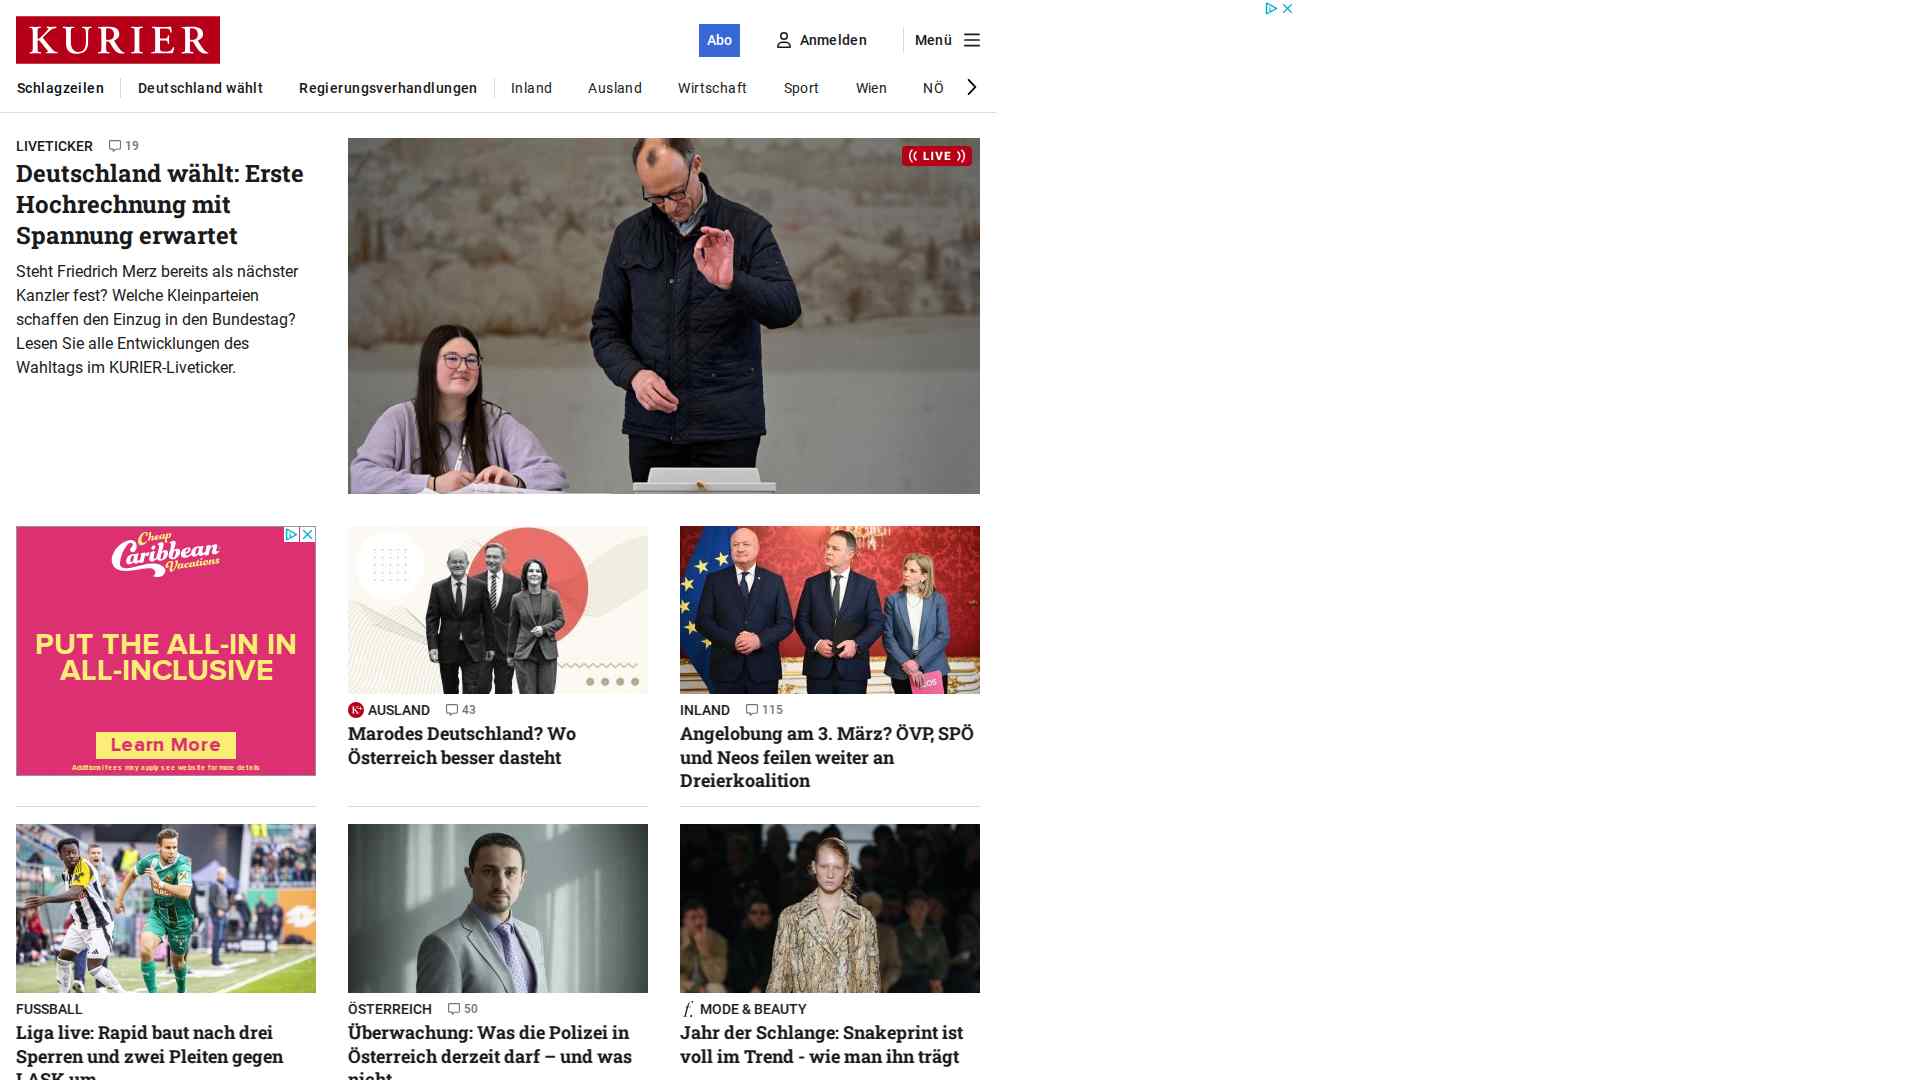 KURIER
Abo
Anmelden
Menü
Schlagzeilen
Deutschland wählt
Regierungsverhandlungen
Inland
Ausland
Wirtschaft
Sport
Wien
NÖ
LIVETICKER 19
Deutschland wählt: Erste
Hochrechnung mit
Spannung erwartet
Steht Friedrich Merz bereits als nächster
Kanzler fest? Welche Kleinparteien
schaffen den Einzug in den Bundestag?
Lesen Sie alle Entwicklungen des
Wahltags im KURIER-Liveticker.
LIVE
Cheap
Caribbean
Vacations
PUT THE ALL-IN IN
ALL-INCLUSIVE
Learn More
Additional fees may apply see website for more details
K+ AUSLAND 43
Marodes Deutschland? Wo
Österreich besser dasteht
INLAND 115
Angelobung am 3. März? ÖVP, SPÖ
und Neos feilen weiter an
Dreierkoalition
FUSSBALL
Liga live: Rapid baut nach drei
Sperren und zwei Pleiten gegen
LASK um
ÖSTERREICH 50
Überwachung: Was die Polizei in
Österreich derzeit darf – und was
nicht
f. MODE & BEAUTY
Jahr der Schlange: Snakeprint ist
voll im Trend - wie man ihn trägt